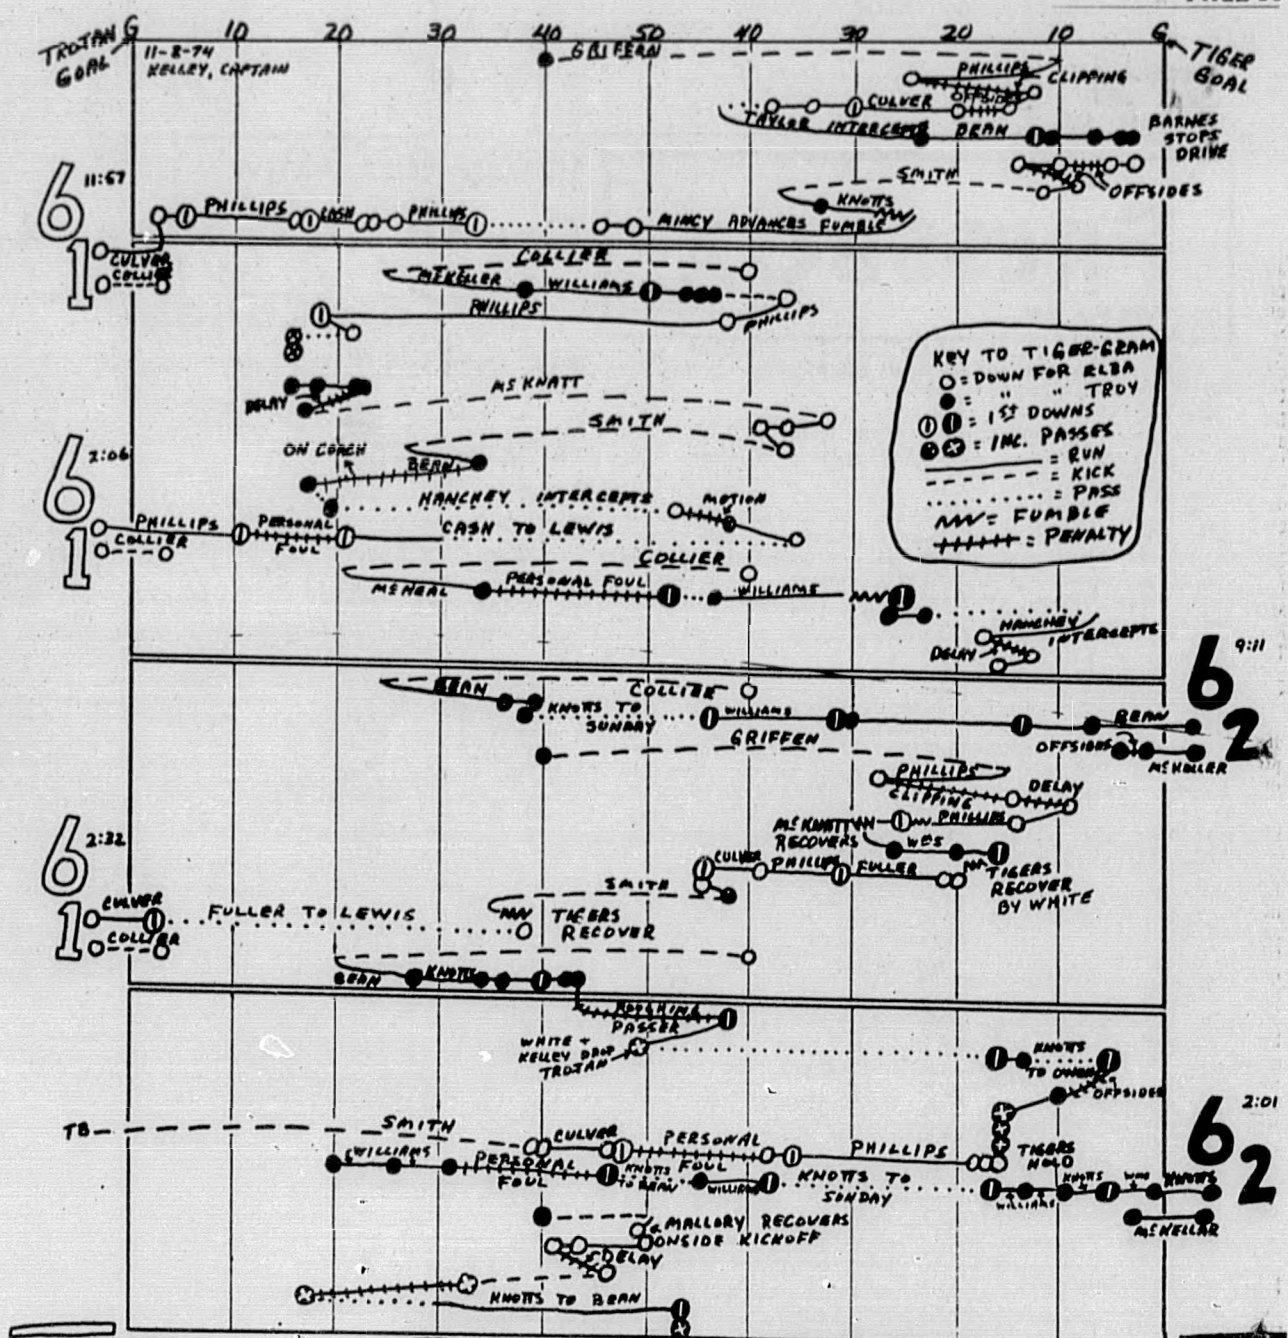 TROJAN G 10 20 30 40 50 40 30 20 10 G TIGER
GOAL GOAL
11-8-74
KELLEY, CAPTAIN
GRIFFEN
PHILLIPS CLIPPING
OFFSIDES
CULVER
TAYLOR INTERCEPTS BEAN
BARNES
STOPS
DRIVE
OFFSIDES
SMITH
KNOTTS
6 11:57
PHILLIPS CASH PHILLIPS
MINCY ADVANCES FUMBLE
1 CULVER
COLLIER
COLLIER
MCKELLER WILLIAMS
PHILLIPS PHILLIPS
KEY TO TIGER-GRAM
= DOWN FOR ELBA
= " " TROY
= 1ST DOWNS
= INC. PASSES
= RUN
= KICK
= PASS
= FUMBLE
= PENALTY
MCKNATT
DELAY
SMITH
ON COACH
BEAN
6 2:06
HANCHEY INTERCEPTS MOTION
PHILLIPS PERSONAL
FOUL
CASH TO LEWIS
1 COLLIER
COLLIER
MCNEAL PERSONAL FOUL WILLIAMS
HANCHEY
INTERCEPTS
DELAY
6 9:11
BEAN COLLIER
KNOTTS TO
SUNDAY
WILLIAMS BEAN
2
OFFSIDES
MCKELLER
GRIFFEN
PHILLIPS
CLIPPING
DELAY
MCKNATT
RECOVERS
PHILLIPS
WMS
6 2:32
CULVER PHILLIPS FULLER
TIGERS
RECOVER
BY WHITE
SMITH
CULVER
FULLER TO LEWIS
TIGERS
RECOVER
1 COLLIER
BEAN KNOTTS
ROUGHING
PASSER
WHITE +
KELLEY DROP
TROJAN
KNOTTS
TO OWEN
OFFSIDES
6 2:01
TB SMITH
CULVER PERSONAL
FOUL
PHILLIPS
TIGERS
HOLD
WILLIAMS PERSONAL
FOUL
KNOTTS
TO BEAN
WILLIAMS
KNOTTS TO
SUNDAY
WILLIAMS
KNOTTS WMS KNOTTS
2
MCKELLAR
MALLORY RECOVERS
ONSIDE KICKOFF
DELAY
KNOTTS TO BEAN